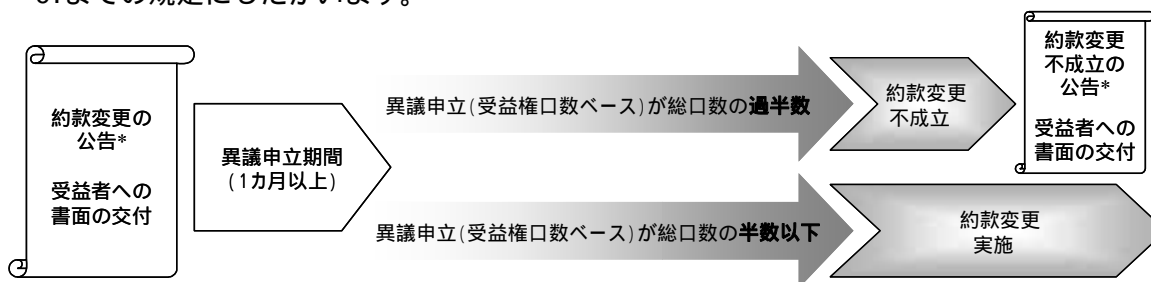 約款変更の
公告*
受益者への
書面の交付
異議申立期間
(1カ月以上)
異議申立(受益権口数ベース)が総口数の過半数
約款変更
不成立
約款変更
不成立の
公告*
受益者への
書面の交付
異議申立(受益権口数ベース)が総口数の半数以下
約款変更
実施